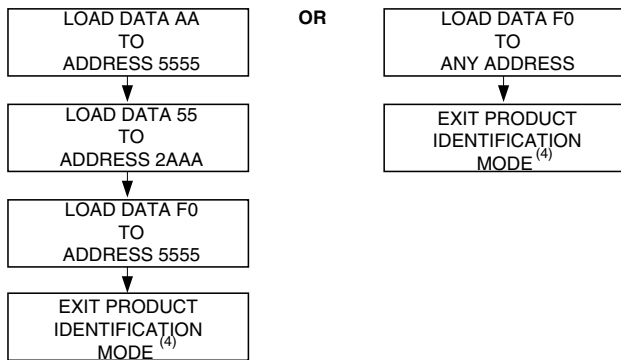 LOAD DATA AA
TO
ADDRESS 5555
LOAD DATA 55
TO
ADDRESS 2AAA
LOAD DATA F0
TO
ADDRESS 5555
EXIT PRODUCT
IDENTIFICATION
MODE (4)
OR
LOAD DATA F0
TO
ANY ADDRESS
EXIT PRODUCT
IDENTIFICATION
MODE (4)